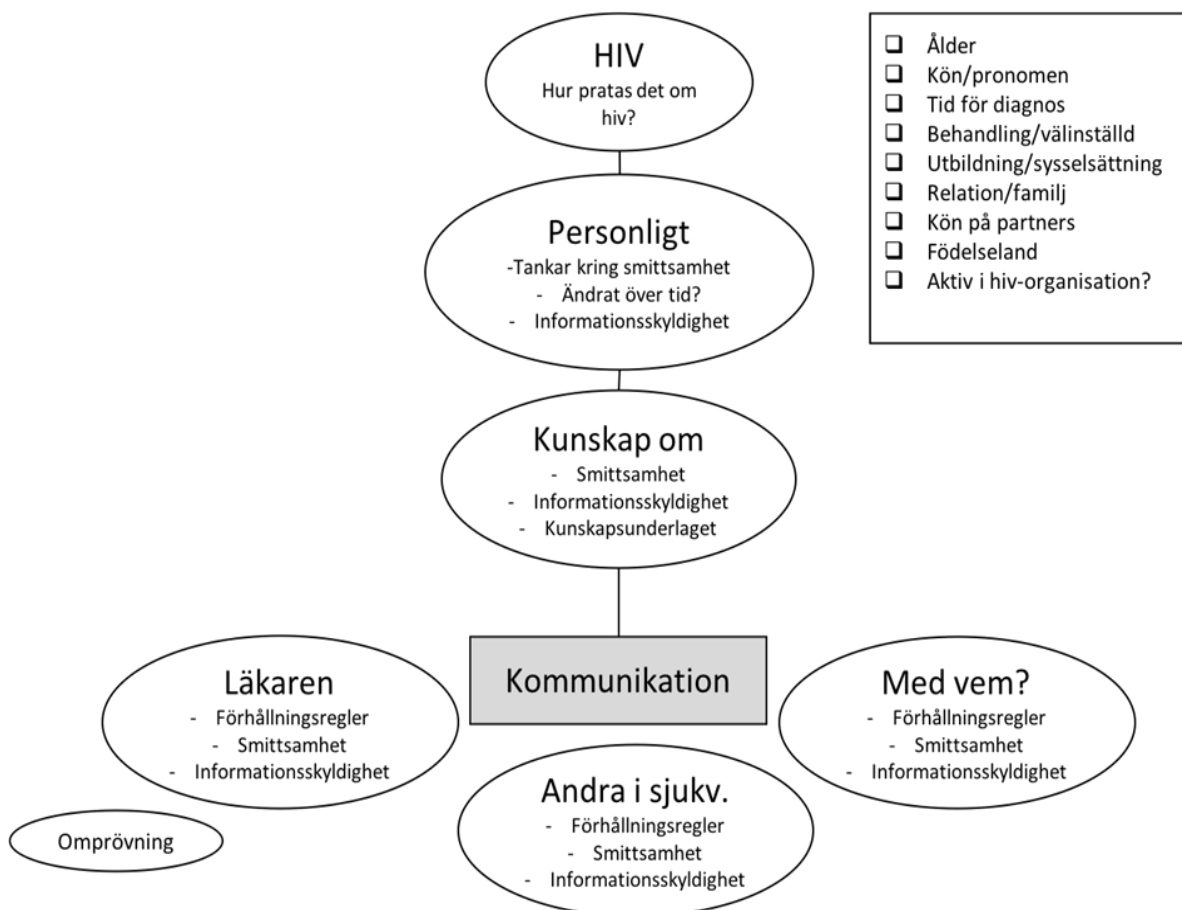 HIV
Hur pratas det om
hiv?
Personligt
-Tankar kring smittsamhet
- Ändrat över tid?
- Informationsskyldighet
Kunskap om
- Smittsamhet
- Informationsskyldighet
- Kunskapsunderlaget
Kommunikation
Läkaren
- Förhållningsregler
- Smittsamhet
- Informationsskyldighet
Med vem?
- Förhållningsregler
- Smittsamhet
- Informationsskyldighet
Andra i sjukv.
- Förhållningsregler
- Smittsamhet
- Informationsskyldighet
Omprövning
❑ Ålder
❑ Kön/pronomen
❑ Tid för diagnos
❑ Behandling/välinställd
❑ Utbildning/sysselsättning
❑ Relation/familj
❑ Kön på partners
❑ Födelseland
❑ Aktiv i hiv-organisation?